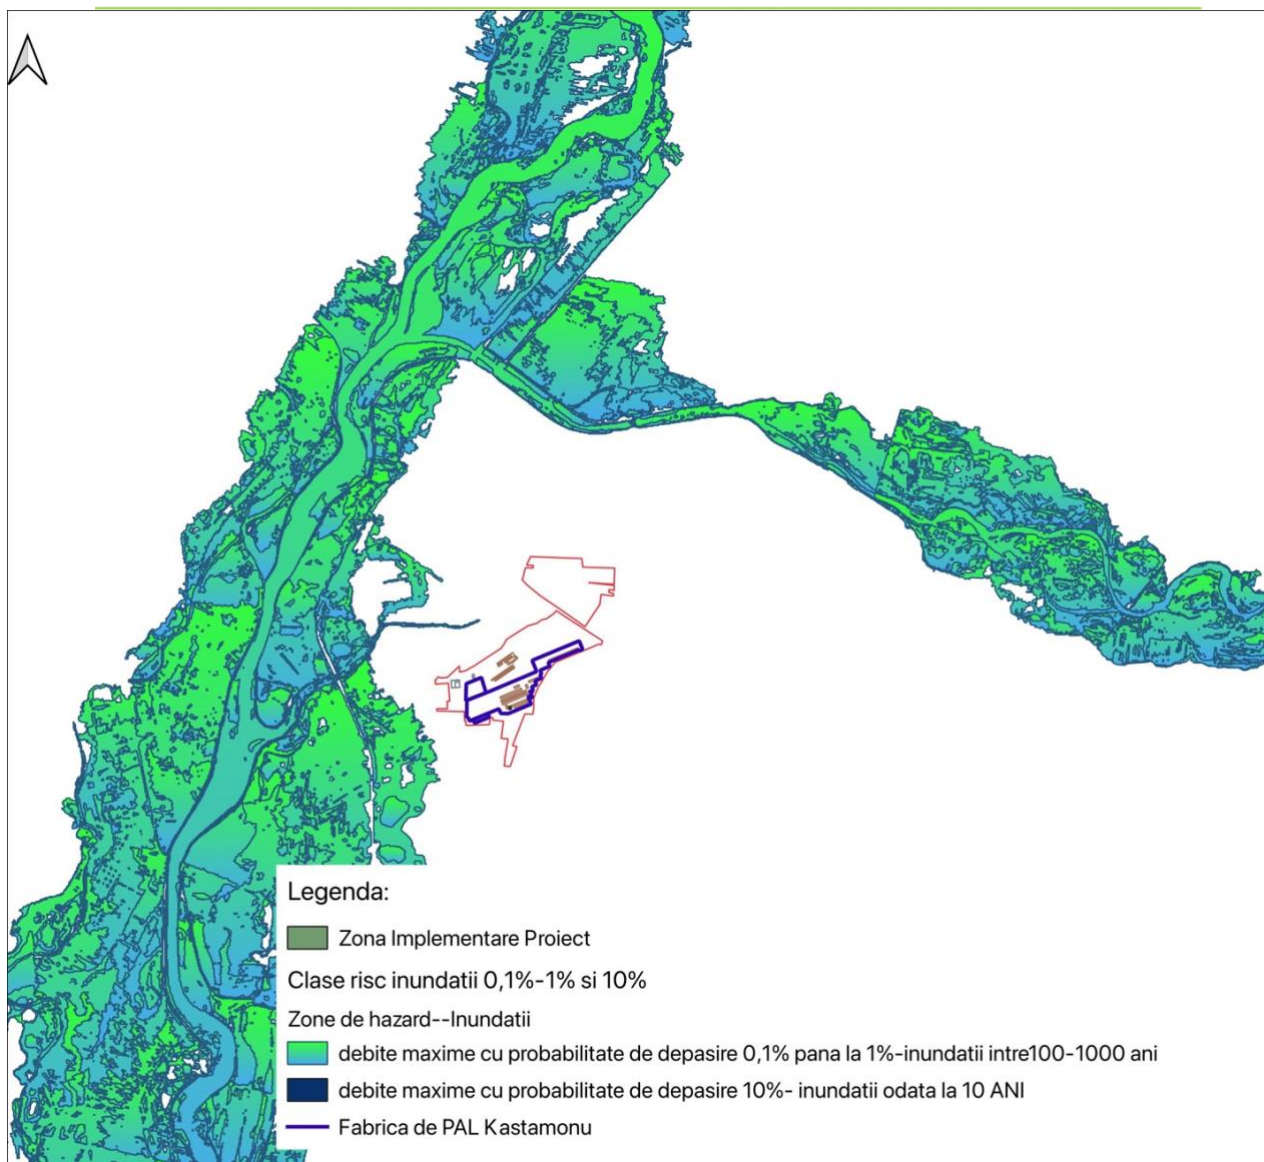 Legenda:
Zona Implementare Proiect
Clase risc inundatii 0,1%-1% si 10%
Zone de hazard--Inundatii
debite maxime cu probabilitate de depasire 0,1% pana la 1%-inundatii intre100-1000 ani
debite maxime cu probabilitate de depasire 10%- inundatii odata la 10 ANI
Fabrica de PAL Kastamonu